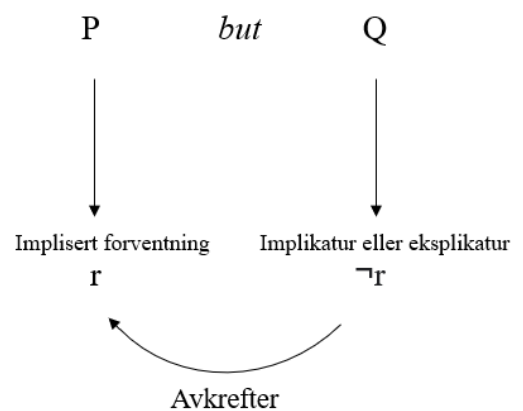 P but Q
Implisert forventning Implikatur eller eksplikatur
r ¬r
Avkrefter